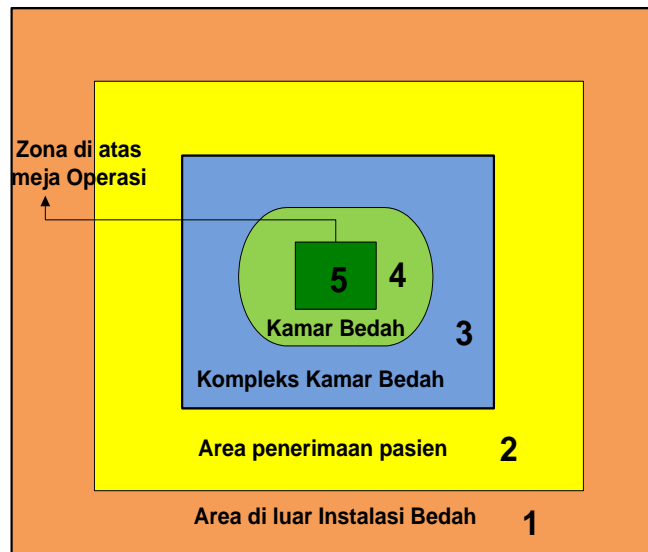 Zona di atas
meja Operasi
5
4
Kamar Bedah
3
Kompleks Kamar Bedah
Area penerimaan pasien
2
Area di luar Instalasi Bedah
1